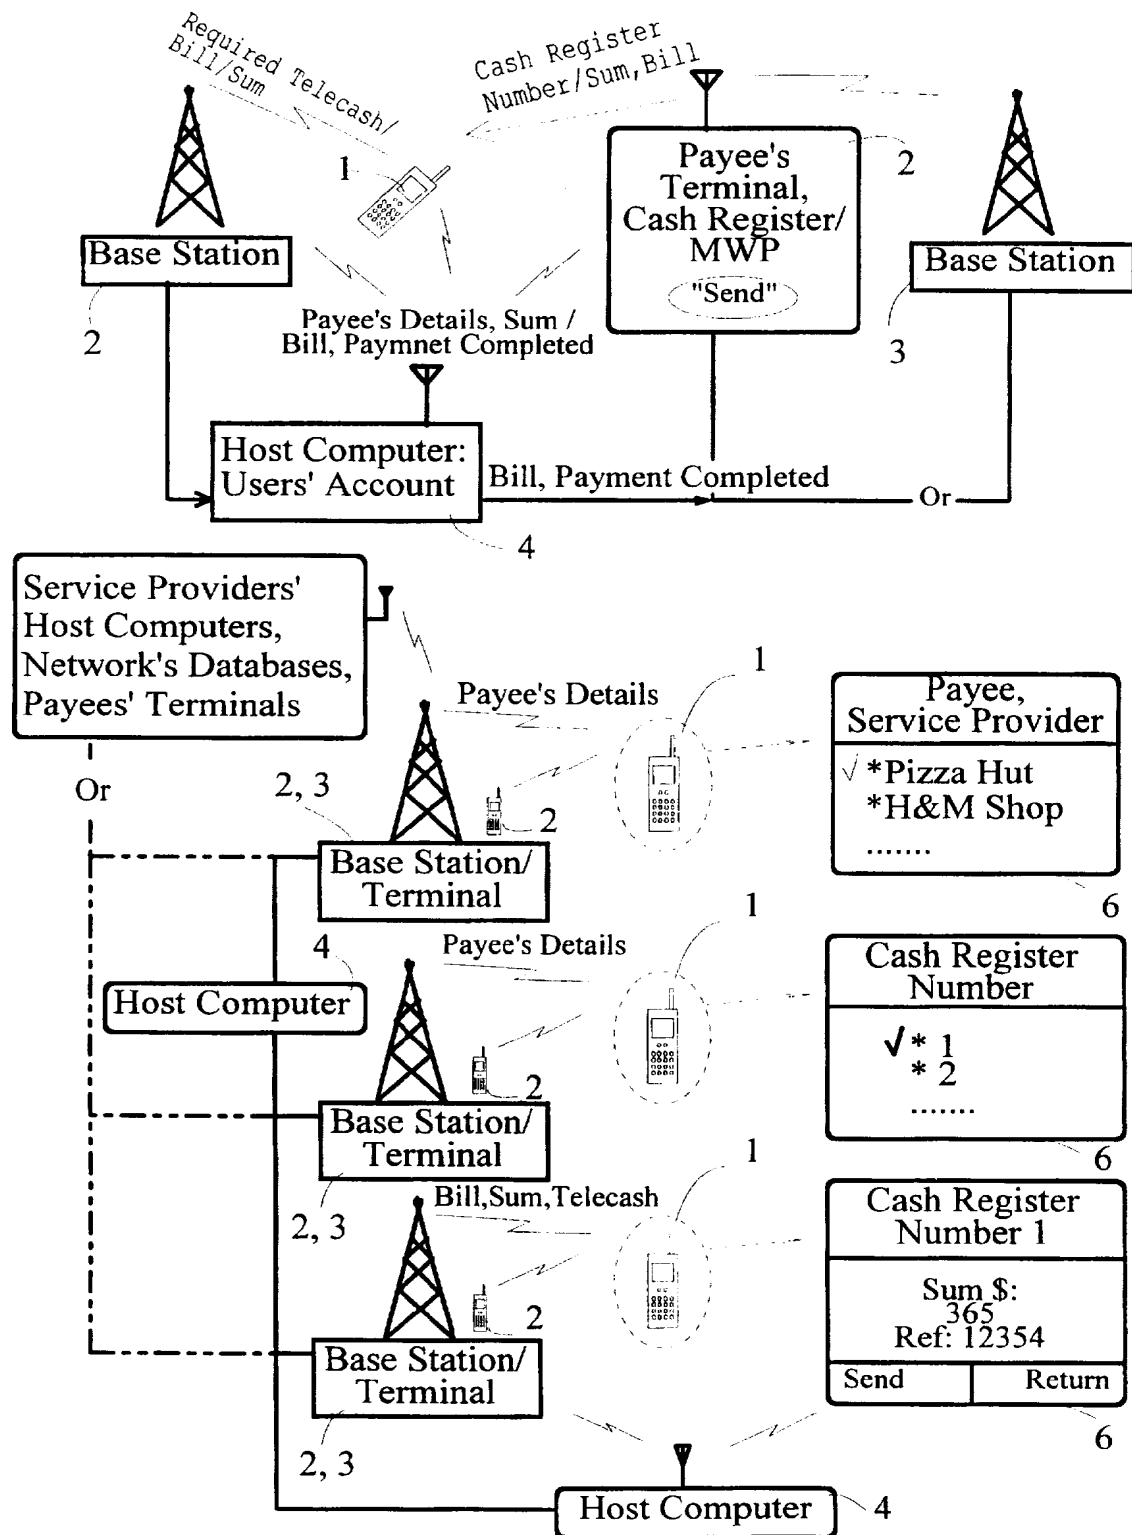 Required Telecash/
Bill/Sum
Cash Register
Number/Sum,Bill
1
Payee's
Terminal,
Cash Register/
MWP
"Send"
2
Base Station
2
Base Station
3
Payee's Details, Sum /
Bill, Paymnet Completed
Host Computer:
Users' Account
Bill, Payment Completed
Or
4
Service Providers'
Host Computers,
Network's Databases,
Payees' Terminals
Or
Payee's Details
1
Payee,
Service Provider
√ *Pizza Hut
*H&M Shop
.......
6
2, 3
2
Base Station/
Terminal
4
Host Computer
Payee's Details
1
Cash Register
Number
√ * 1
* 2
.......
6
2
Base Station/
Terminal
2, 3
Bill,Sum,Telecash
1
Cash Register
Number 1
Sum $:
365
Ref: 12354
Send Return
6
2
Base Station/
Terminal
2, 3
Host Computer
4